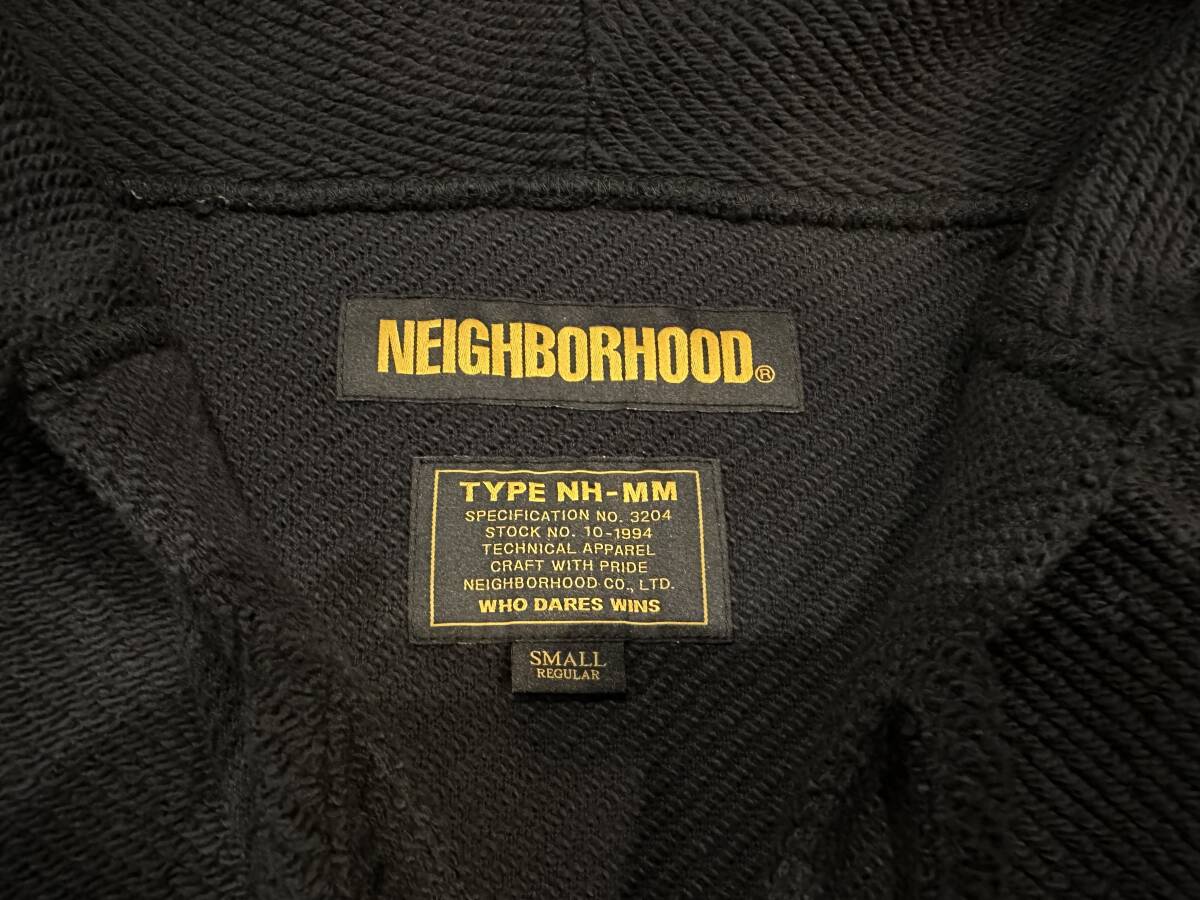 NEIGHBORHOOD®
TYPE NH-MM
SPECIFICATION NO. 3204
STOCK NO. 10-1994
TECHNICAL APPAREL
CRAFT WITH PRIDE
NEIGHBORHOOD CO., LTD.
WHO DARES WINS
SMALL
REGULAR